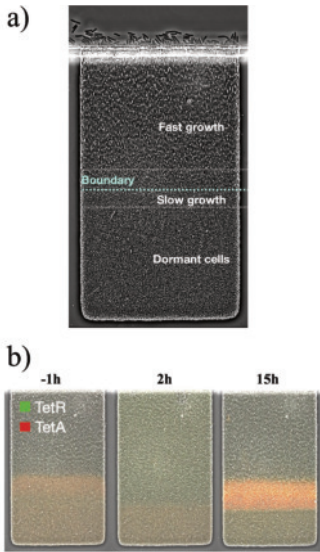 a)
Fast growth
Boundary
Slow growth
Dormant cells
b)
-1h 2h 15h
TetR
TetA